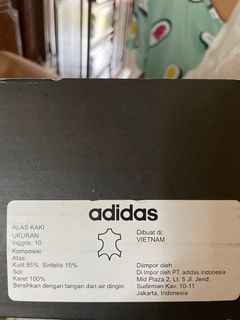 adidas
adidas
ALAS KAKI
UKURAN
Inggris: 10
Komposisi
Atas:
Kulit 85% Sintetis 15%
Sol:
Karet 100%
Bersihkan dengan tangan dan air dingin
Dibuat di:
VIETNAM
Diimpor oleh :
Di Impor oleh PT. adidas Indonesia
Mid Plaza 2, Lt. 5 Jl. Jend.
Sudirman Kav. 10-11
Jakarta, Indonesia